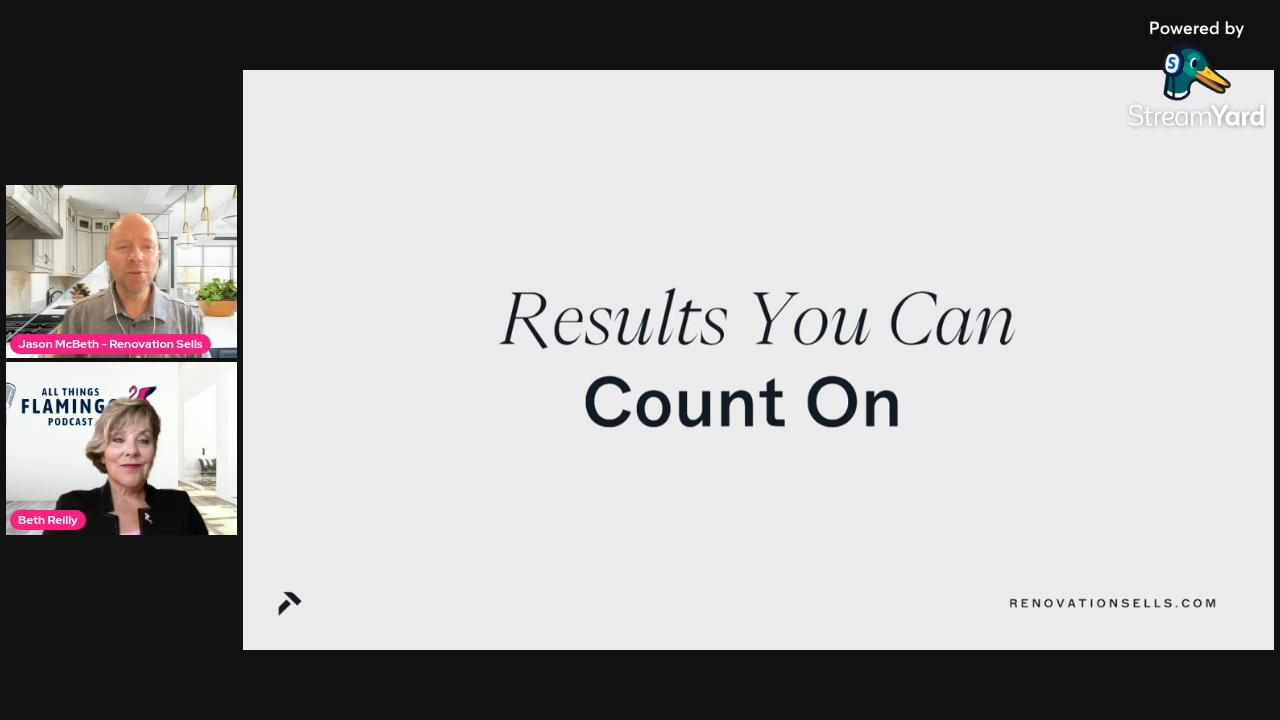 Powered by
S
StreamYard
Jason McBeth - Renovation Sells
ALL THINGS
FLAMINGO
PODCAST
Beth Reilly
Results You Can
Count On
RENOVATIONSELLS.COM